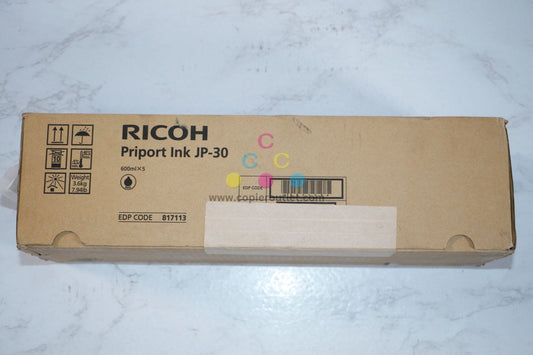 RICOH
Priport Ink JP-30
600ml×5
Weight
3.6kg
7.94lb
EDP CODE 817113
EDP CODE
C
C C
www.copieroutlet.com